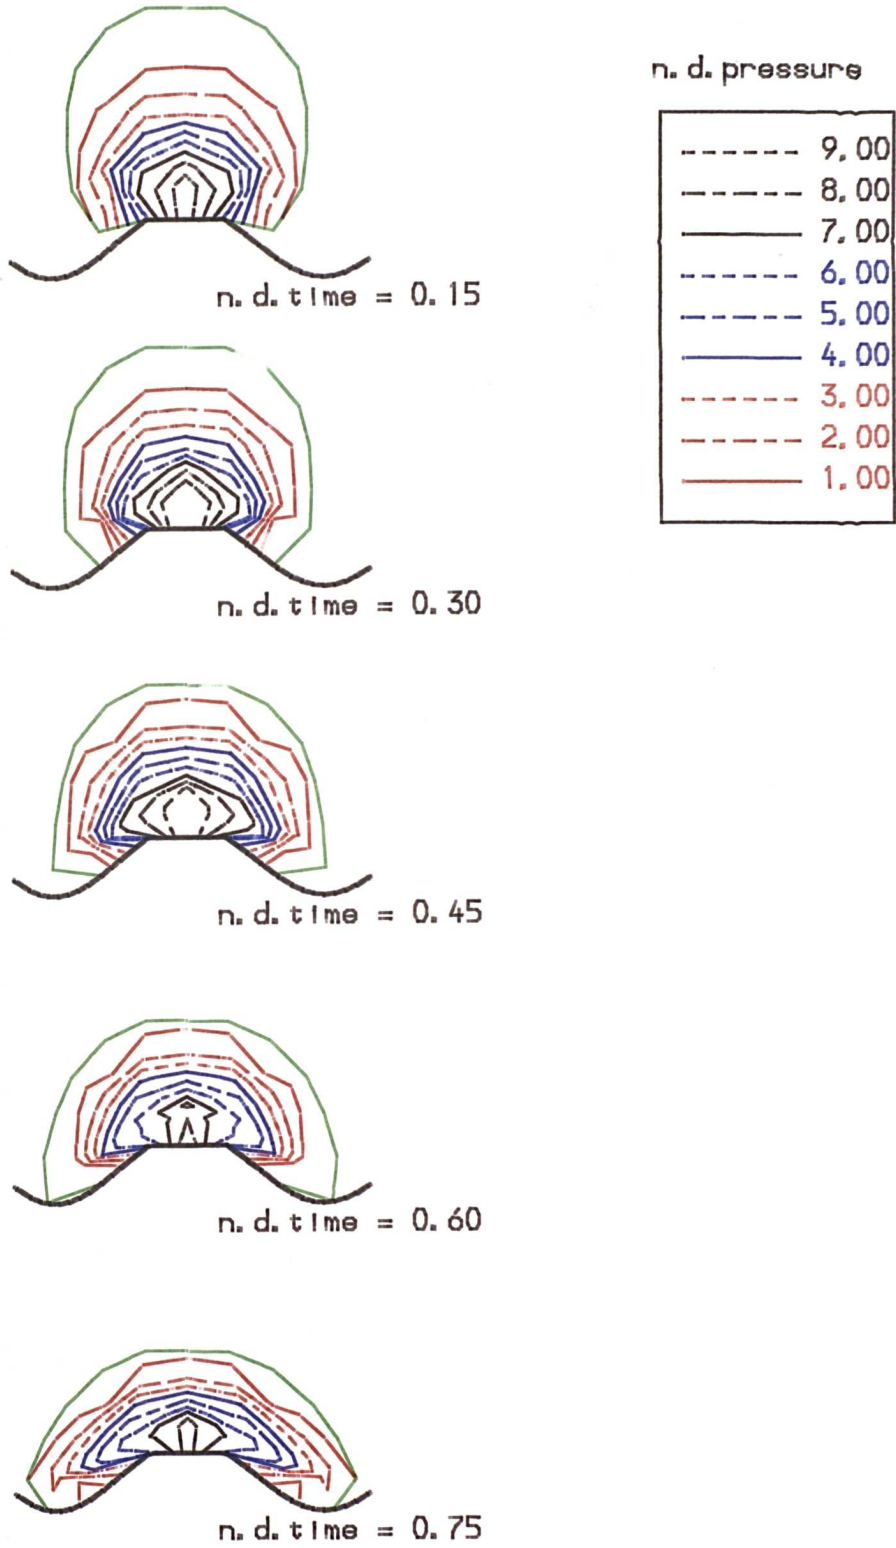 n.d.pressure
9.00
8.00
7.00
6.00
5.00
4.00
3.00
2.00
1.00
n.d.time = 0.15
n.d.time = 0.30
n.d.time = 0.45
n.d.time = 0.60
n.d.time = 0.75